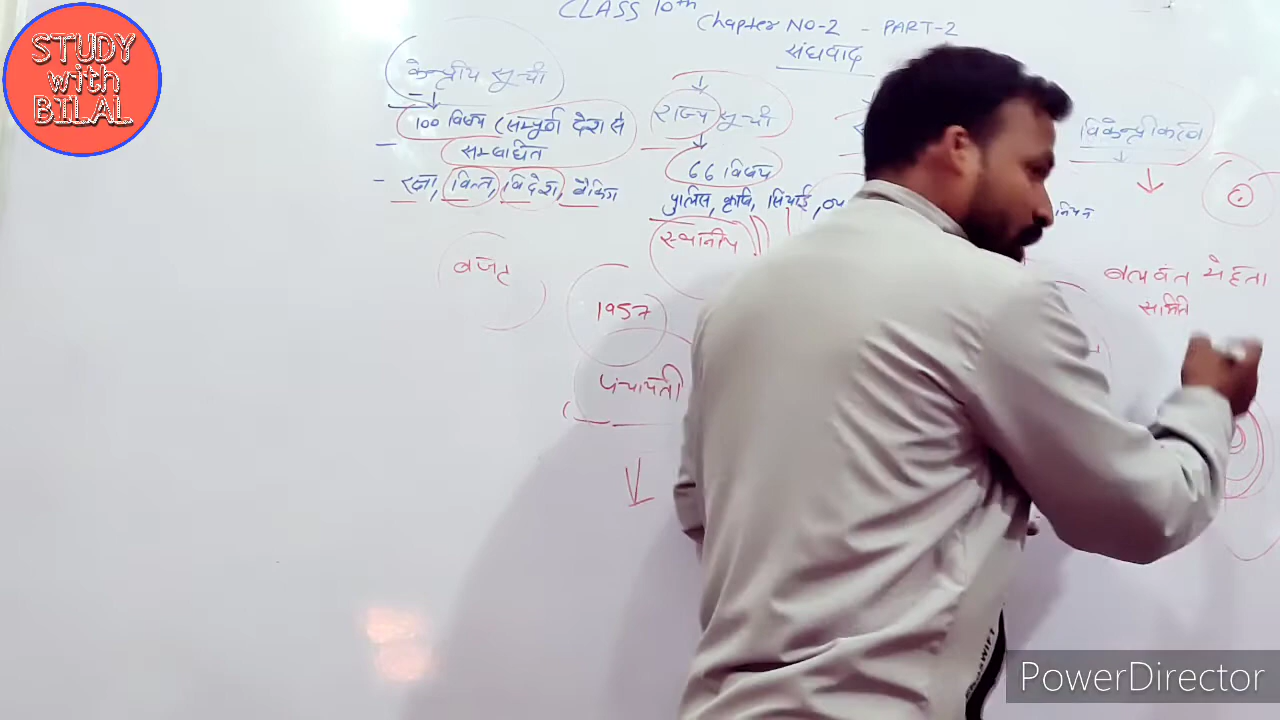 STUDY
with
BILAL
CLASS 10th
Chapter NO-2 - PART-2
संघवाद
केन्द्रीय सूची
100 विषय (सम्पूर्ण देश से
सम्बधित
- रक्षा, वित्त, विदेश, बैंकिग
बजट
राज्य सूची
66 विषय
पुलिस, कृषि, सिंचाई,
स्थानीय
1957
पंचायती
विकेन्द्रीकरण
बलवंत मेहता
समिति
PowerDirector